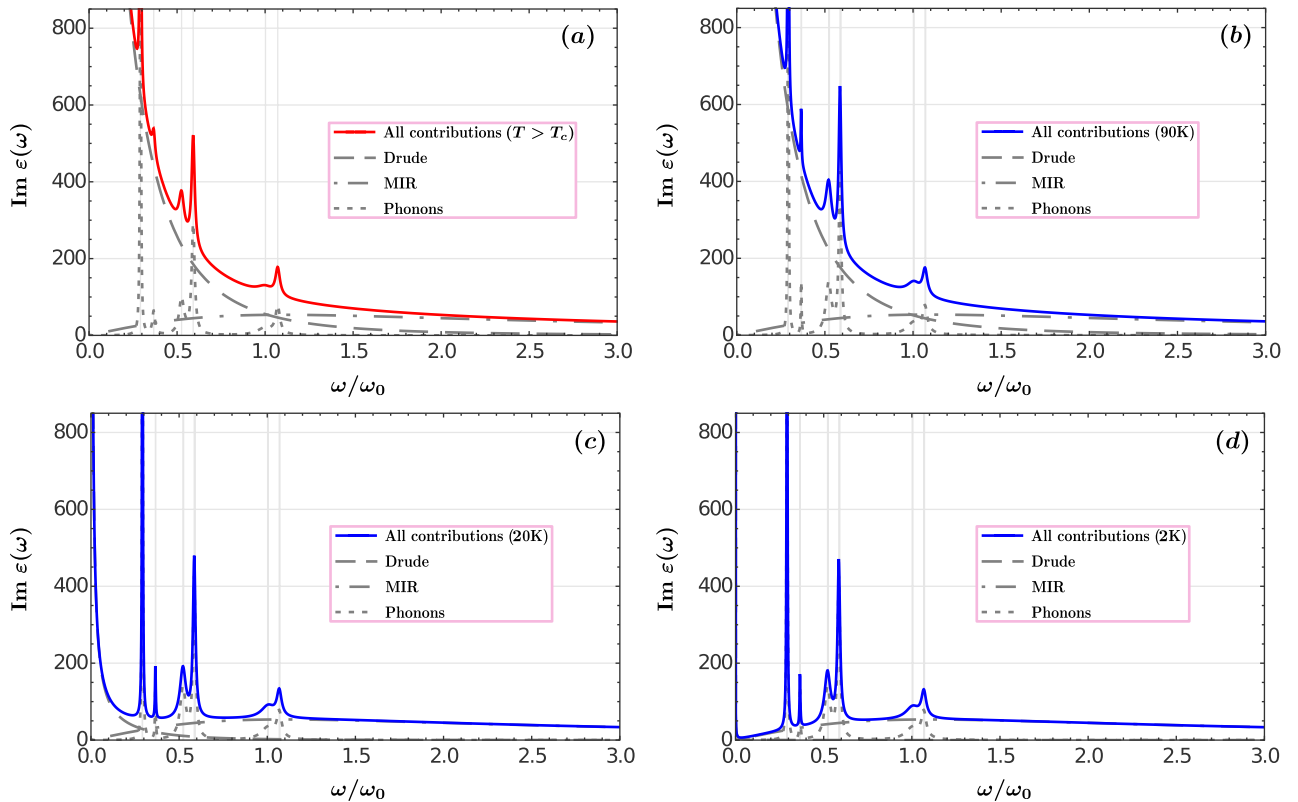 (a)
Im ε(ω)
800
600
400
200
0
All contributions (T > Tc)
Drude
MIR
Phonons
0.0 0.5 1.0 1.5 2.0 2.5 3.0
ω/ω0
(b)
Im ε(ω)
800
600
400
200
0
All contributions (90K)
Drude
MIR
Phonons
0.0 0.5 1.0 1.5 2.0 2.5 3.0
ω/ω0
(c)
Im ε(ω)
800
600
400
200
0
All contributions (20K)
Drude
MIR
Phonons
0.0 0.5 1.0 1.5 2.0 2.5 3.0
ω/ω0
(d)
Im ε(ω)
800
600
400
200
0
All contributions (2K)
Drude
MIR
Phonons
0.0 0.5 1.0 1.5 2.0 2.5 3.0
ω/ω0